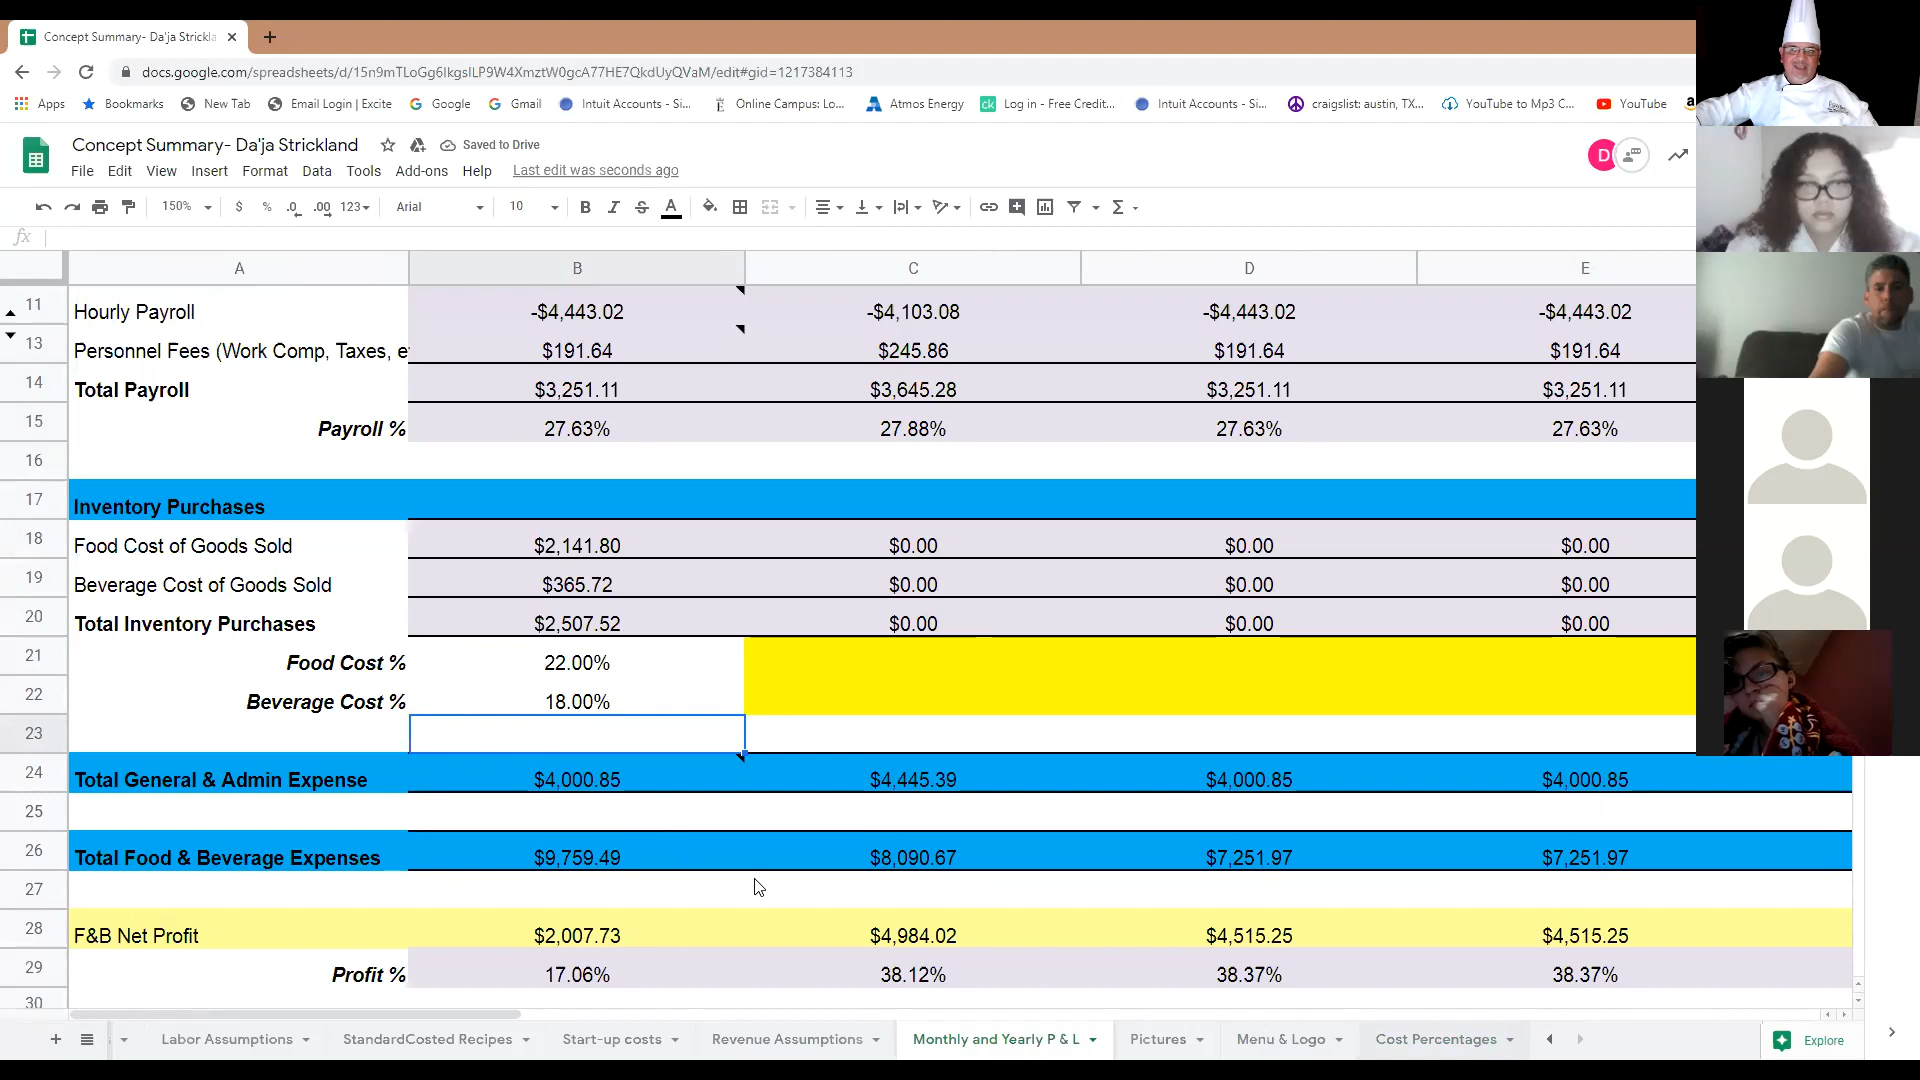 Concept Summary- Da'ja Strickla
docs.google.com/spreadsheets/d/15n9mTLoGg6IkgsILP9W4XmztW0gcA77HE7QkdUyQVaM/edit#gid=1217384113
Apps Bookmarks New Tab Email Login | Excite Google Gmail Intuit Accounts - Si... Online Campus: Lo... Atmos Energy Log in - Free Credit... Intuit Accounts - Si... craigslist: austin, TX... YouTube to Mp3 C... YouTube a
Concept Summary- Da'ja Strickland Saved to Drive
D
File Edit View Insert Format Data Tools Add-ons Help Last edit was seconds ago
150% $ % .0 .00 123 Arial 10 B I S A Σ
fx
A B C D E
11 Hourly Payroll -$4,443.02 -$4,103.08 -$4,443.02 -$4,443.02
13 Personnel Fees (Work Comp, Taxes, e $191.64 $245.86 $191.64 $191.64
14 Total Payroll $3,251.11 $3,645.28 $3,251.11 $3,251.11
15 Payroll % 27.63% 27.88% 27.63% 27.63%
16
17 Inventory Purchases
18 Food Cost of Goods Sold $2,141.80 $0.00 $0.00 $0.00
19 Beverage Cost of Goods Sold $365.72 $0.00 $0.00 $0.00
20 Total Inventory Purchases $2,507.52 $0.00 $0.00 $0.00
21 Food Cost % 22.00%
22 Beverage Cost % 18.00%
23
24 Total General & Admin Expense $4,000.85 $4,445.39 $4,000.85 $4,000.85
25
26 Total Food & Beverage Expenses $9,759.49 $8,090.67 $7,251.97 $7,251.97
27
28 F&B Net Profit $2,007.73 $4,984.02 $4,515.25 $4,515.25
29 Profit % 17.06% 38.12% 38.37% 38.37%
30
Labor Assumptions StandardCosted Recipes Start-up costs Revenue Assumptions Monthly and Yearly P & L Pictures Menu & Logo Cost Percentages Explore